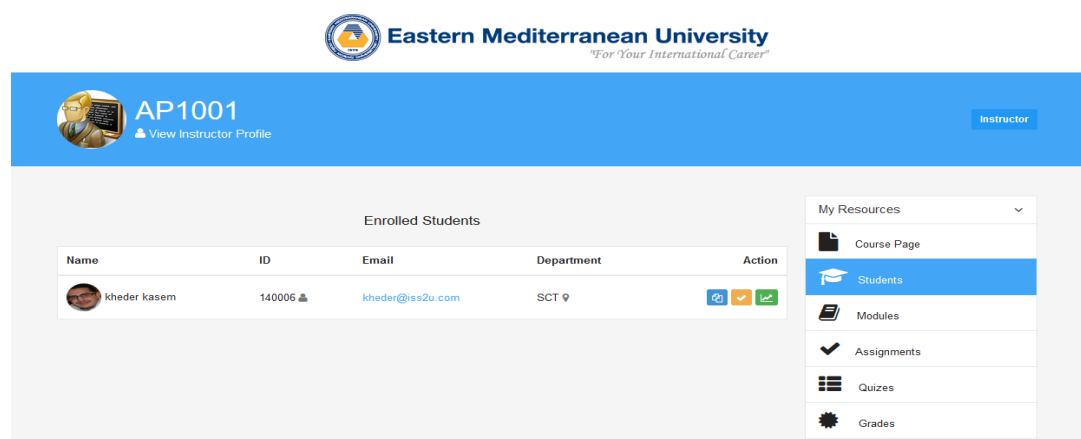 Eastern Mediterranean University
"For Your International Career"
AP1001
View Instructor Profile
Instructor
Enrolled Students
Name ID Email Department Action
kheder kasem 140006 kheder@iss2u.com SCT
My Resources
Course Page
Students
Modules
Assignments
Quizes
Grades